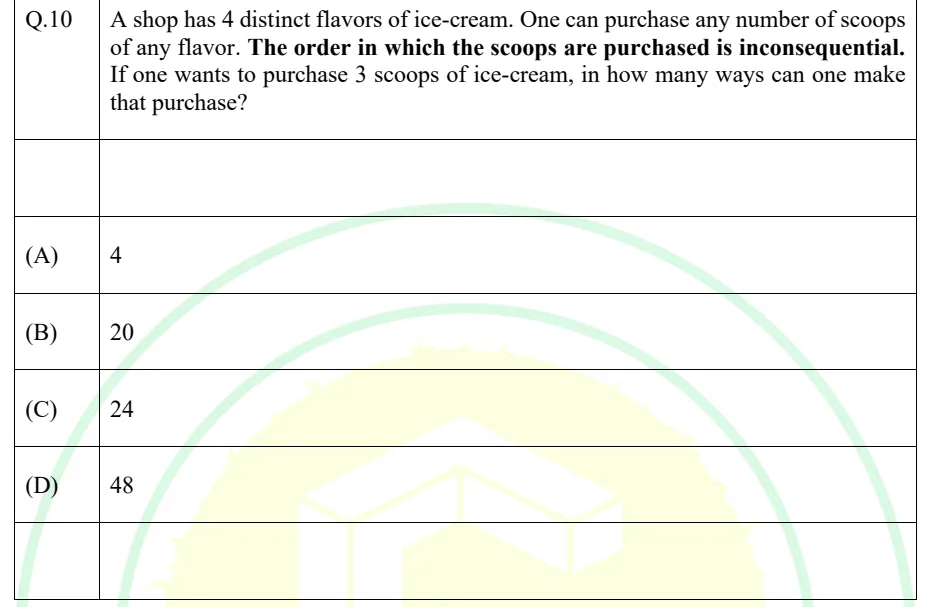 Q.10 A shop has 4 distinct flavors of ice-cream. One can purchase any number of scoops
of any flavor. The order in which the scoops are purchased is inconsequential.
If one wants to purchase 3 scoops of ice-cream, in how many ways can one make
that purchase?
(A) 4
(B) 20
(C) 24
(D) 48